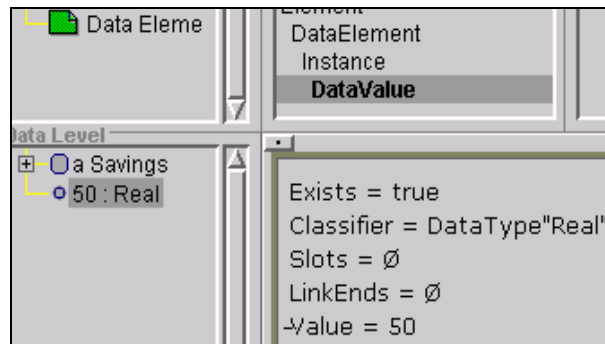 Data Eleme
Element
DataElement
Instance
DataValue
Data Level
a Savings
50 : Real
Exists = true
Classifier = DataType"Real"
Slots = Ø
LinkEnds = Ø
-Value = 50